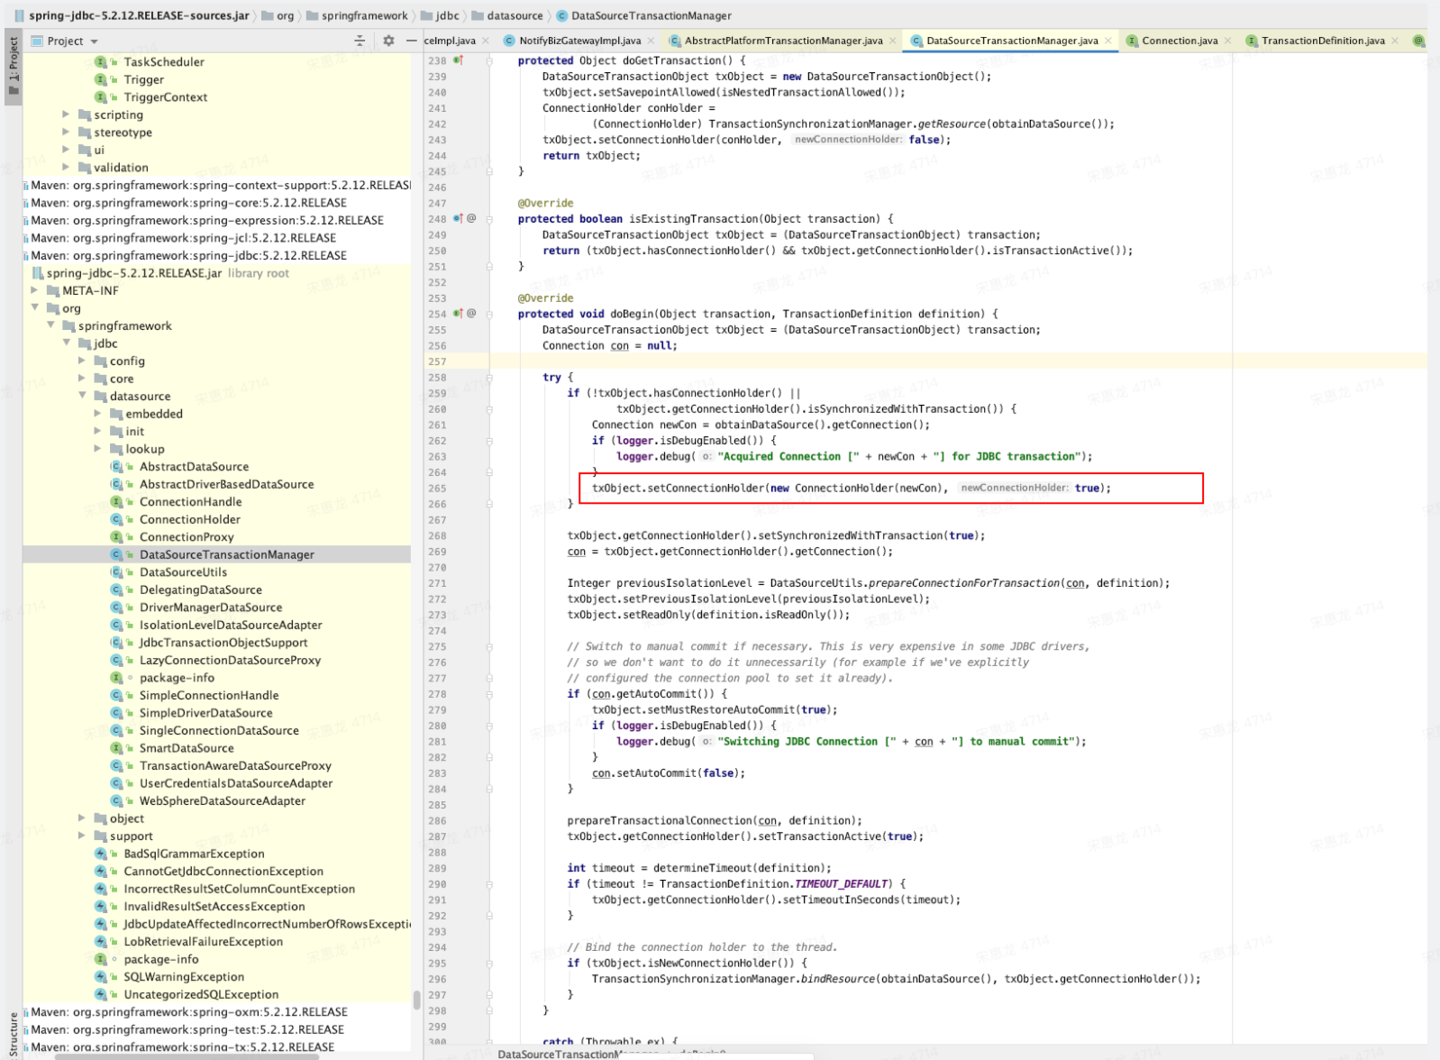 spring-jdbc-5.2.12.RELEASE-sources.jar org springframework jdbc datasource DataSourceTransactionManager
1: Project
Project
ceImpl.java NotifyBizGatewayImpl.java AbstractPlatformTransactionManager.java DataSourceTransactionManager.java Connection.java TransactionDefinition.java
TaskScheduler
Trigger
TriggerContext
scripting
stereotype
ui
validation
Maven: org.springframework:spring-context-support:5.2.12.RELEAS
Maven: org.springframework:spring-core:5.2.12.RELEASE
Maven: org.springframework:spring-expression:5.2.12.RELEASE
Maven: org.springframework:spring-jcl:5.2.12.RELEASE
Maven: org.springframework:spring-jdbc:5.2.12.RELEASE
spring-jdbc-5.2.12.RELEASE.jar library root
META-INF
org
springframework
jdbc
config
core
datasource
embedded
init
lookup
AbstractDataSource
AbstractDriverBasedDataSource
ConnectionHandle
ConnectionHolder
ConnectionProxy
DataSourceTransactionManager
DataSourceUtils
DelegatingDataSource
DriverManagerDataSource
IsolationLevelDataSourceAdapter
JdbcTransactionObjectSupport
LazyConnectionDataSourceProxy
package-info
SimpleConnectionHandle
SimpleDriverDataSource
SingleConnectionDataSource
SmartDataSource
TransactionAwareDataSourceProxy
UserCredentialsDataSourceAdapter
WebSphereDataSourceAdapter
object
support
BadSqlGrammarException
CannotGetJdbcConnectionException
IncorrectResultSetColumnCountException
InvalidResultSetAccessException
JdbcUpdateAffectedIncorrectNumberOfRowsExcepti
LobRetrievalFailureException
package-info
SQLWarningException
UncategorizedSQLException
Maven: org.springframework:spring-oxm:5.2.12.RELEASE
Maven: org.springframework:spring-test:5.2.12.RELEASE
Maven: org.springframework:spring-tx:5.2.12.RELEASE
Structure
238 protected Object doGetTransaction() {
239 DataSourceTransactionObject txObject = new DataSourceTransactionObject();
240 txObject.setSavepointAllowed(isNestedTransactionAllowed());
241 ConnectionHolder conHolder =
242 (ConnectionHolder) TransactionSynchronizationManager.getResource(obtainDataSource());
243 txObject.setConnectionHolder(conHolder, newConnectionHolder: false);
244 return txObject;
245 }
246
247 @Override
248 @ protected boolean isExistingTransaction(Object transaction) {
249 DataSourceTransactionObject txObject = (DataSourceTransactionObject) transaction;
250 return (txObject.hasConnectionHolder() && txObject.getConnectionHolder().isTransactionActive());
251 }
252
253 @Override
254 @ protected void doBegin(Object transaction, TransactionDefinition definition) {
255 DataSourceTransactionObject txObject = (DataSourceTransactionObject) transaction;
256 Connection con = null;
257
258 try {
259 if (!txObject.hasConnectionHolder() ||
260 txObject.getConnectionHolder().isSynchronizedWithTransaction()) {
261 Connection newCon = obtainDataSource().getConnection();
262 if (logger.isDebugEnabled()) {
263 logger.debug( o: "Acquired Connection [" + newCon + "] for JDBC transaction");
264 }
265 txObject.setConnectionHolder(new ConnectionHolder(newCon), newConnectionHolder: true);
266 }
267
268 txObject.getConnectionHolder().setSynchronizedWithTransaction(true);
269 con = txObject.getConnectionHolder().getConnection();
270
271 Integer previousIsolationLevel = DataSourceUtils.prepareConnectionForTransaction(con, definition);
272 txObject.setPreviousIsolationLevel(previousIsolationLevel);
273 txObject.setReadOnly(definition.isReadOnly());
274
275 // Switch to manual commit if necessary. This is very expensive in some JDBC drivers,
276 // so we don't want to do it unnecessarily (for example if we've explicitly
277 // configured the connection pool to set it already).
278 if (con.getAutoCommit()) {
279 txObject.setMustRestoreAutoCommit(true);
280 if (logger.isDebugEnabled()) {
281 logger.debug( o: "Switching JDBC Connection [" + con + "] to manual commit");
282 }
283 con.setAutoCommit(false);
284 }
285
286 prepareTransactionalConnection(con, definition);
287 txObject.getConnectionHolder().setTransactionActive(true);
288
289 int timeout = determineTimeout(definition);
290 if (timeout != TransactionDefinition.TIMEOUT_DEFAULT) {
291 txObject.getConnectionHolder().setTimeoutInSeconds(timeout);
292 }
293
294 // Bind the connection holder to the thread.
295 if (txObject.isNewConnectionHolder()) {
296 TransactionSynchronizationManager.bindResource(obtainDataSource(), txObject.getConnectionHolder());
297 }
298 }
299
300 catch (Throwable ex) {